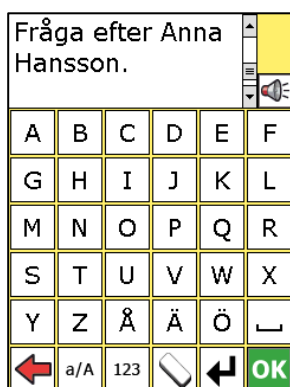 Fråga efter Anna
Hansson.
A B C D E F
G H I J K L
M N O P Q R
S T U V W X
Y Z Å Ä Ö
a/A 123 OK